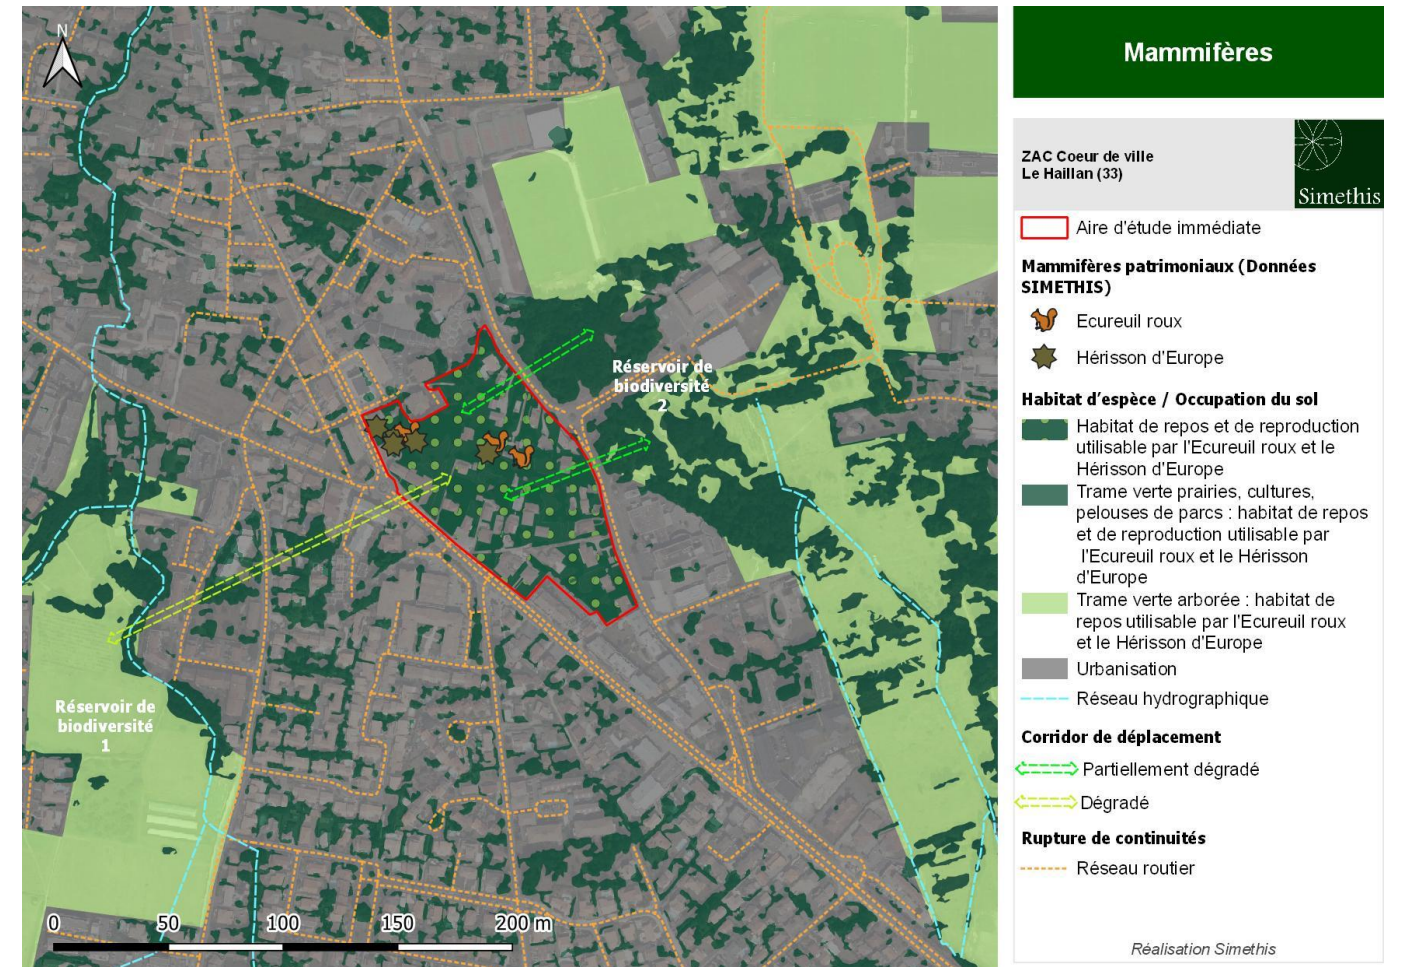 N
Réservoir de
biodiversité
2
Réservoir de
biodiversité
1
0 50 100 150 200 m
Mammifères
ZAC Coeur de ville
Le Haillan (33)
Simethis
Aire d'étude immédiate
Mammifères patrimoniaux (Données
SIMETHIS)
Ecureuil roux
Hérisson d'Europe
Habitat d'espèce / Occupation du sol
Habitat de repos et de reproduction
utilisable par l'Ecureuil roux et le
Hérisson d'Europe
Trame verte prairies, cultures,
pelouses de parcs : habitat de repos
et de reproduction utilisable par
l'Ecureuil roux et le Hérisson
d'Europe
Trame verte arborée : habitat de
repos utilisable par l'Ecureuil roux
et le Hérisson d'Europe
Urbanisation
Réseau hydrographique
Corridor de déplacement
Partiellement dégradé
Dégradé
Rupture de continuités
Réseau routier
Réalisation Simethis